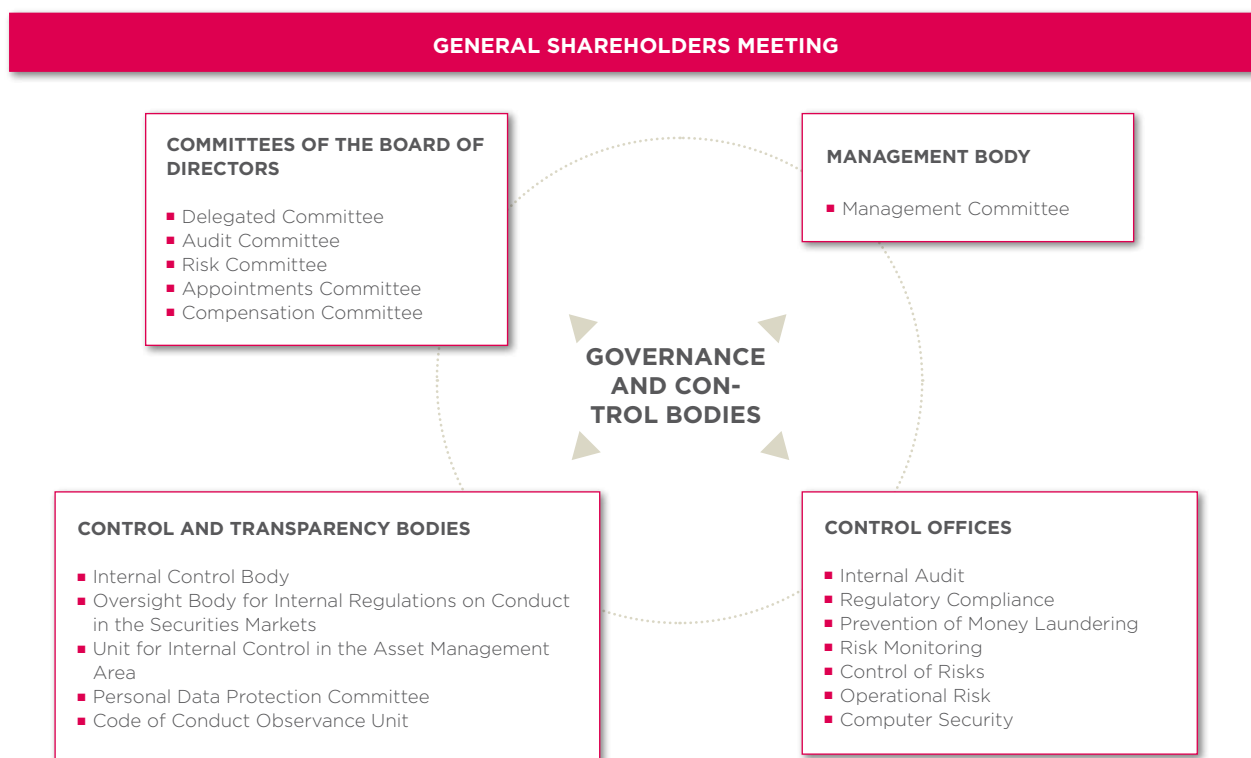 GENERAL SHAREHOLDERS MEETING
COMMITTEES OF THE BOARD OF
DIRECTORS
Delegated Committee
Audit Committee
Risk Committee
Appointments Committee
Compensation Committee
MANAGEMENT BODY
Management Committee
GOVERNANCE
AND CON-
TROL BODIES
CONTROL AND TRANSPARENCY BODIES
Internal Control Body
Oversight Body for Internal Regulations on Conduct
in the Securities Markets
Unit for Internal Control in the Asset Management
Area
Personal Data Protection Committee
Code of Conduct Observance Unit
CONTROL OFFICES
Internal Audit
Regulatory Compliance
Prevention of Money Laundering
Risk Monitoring
Control of Risks
Operational Risk
Computer Security